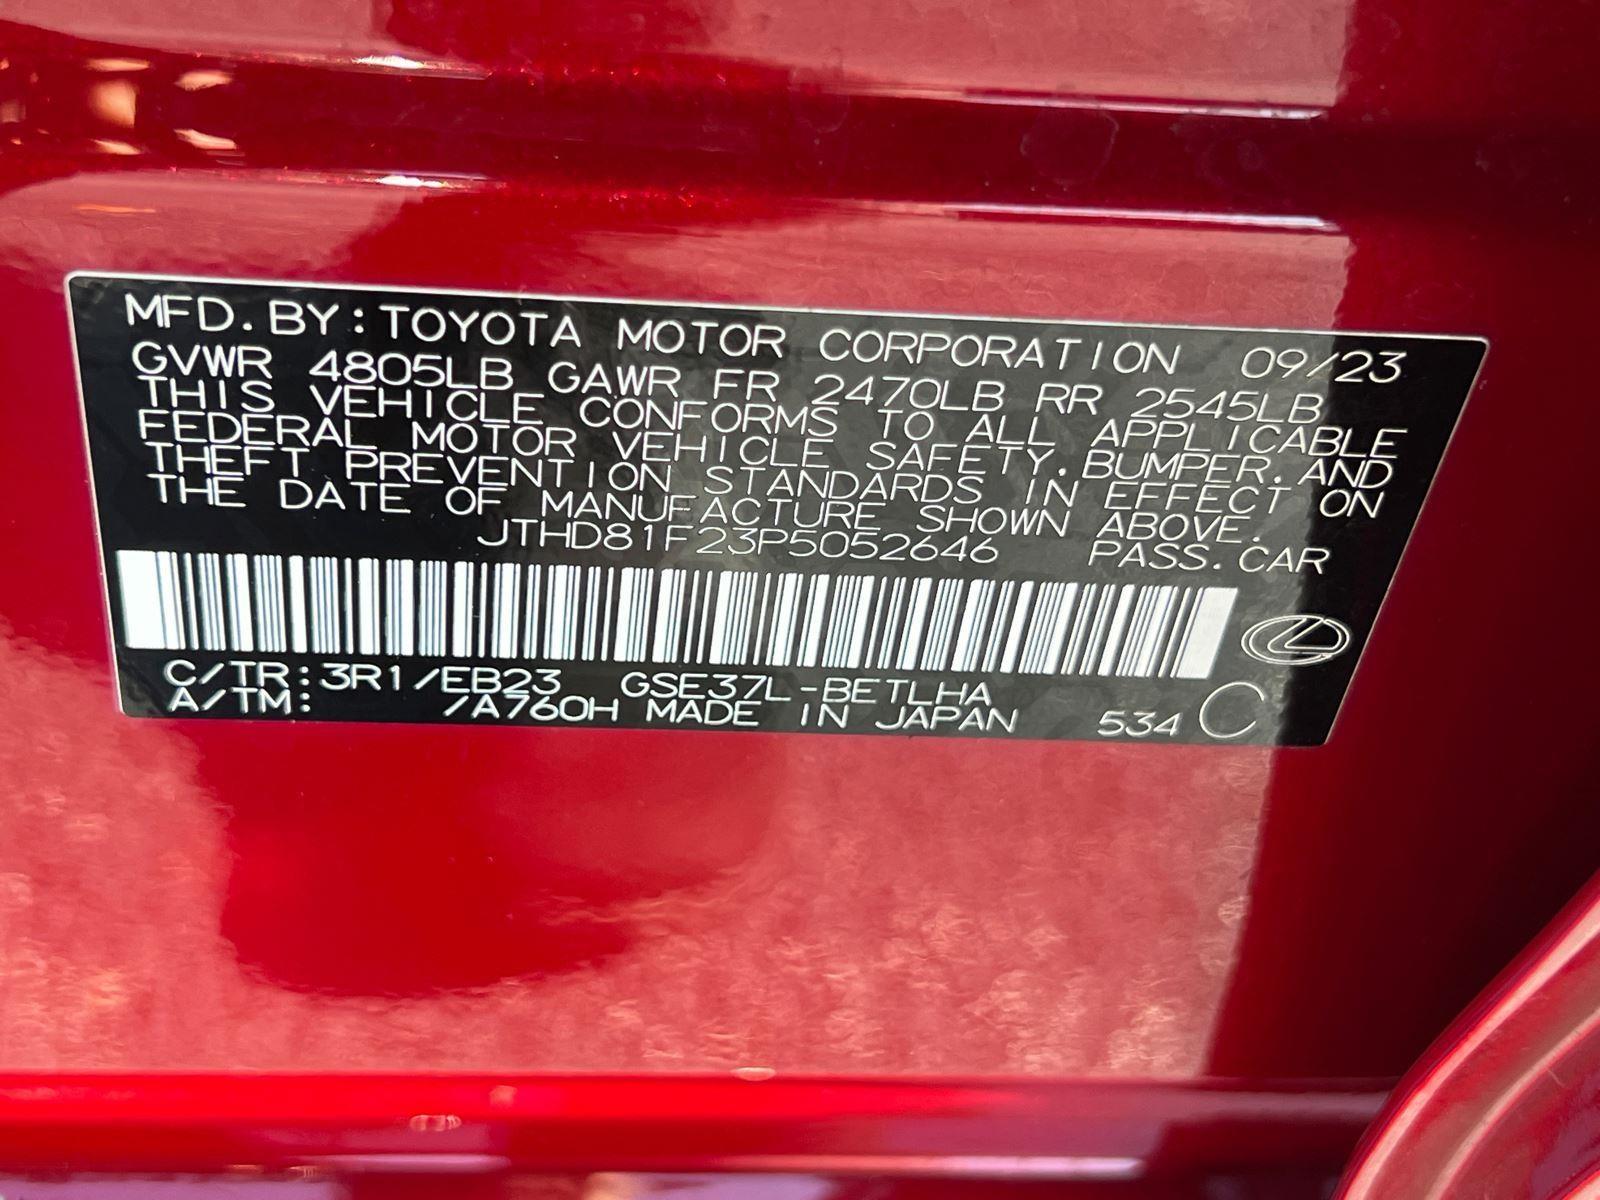 MFD. BY: TOYOTA MOTOR CORPORATION 09/23
GVWR 4805LB GAWR FR 2470LB RR 2545LB
THIS VEHICLE CONFORMS TO ALL APPLICABLE
FEDERAL MOTOR VEHICLE SAFETY, BUMPER, AND
THEFT PREVENTION STANDARDS IN EFFECT ON
THE DATE OF MANUFACTURE SHOWN ABOVE.
JTHD81F23P5052646 PASS. CAR
C/TR: 3R1/EB23 GSE37L-BETLHA
A/TM: /A760H MADE IN JAPAN 534 C